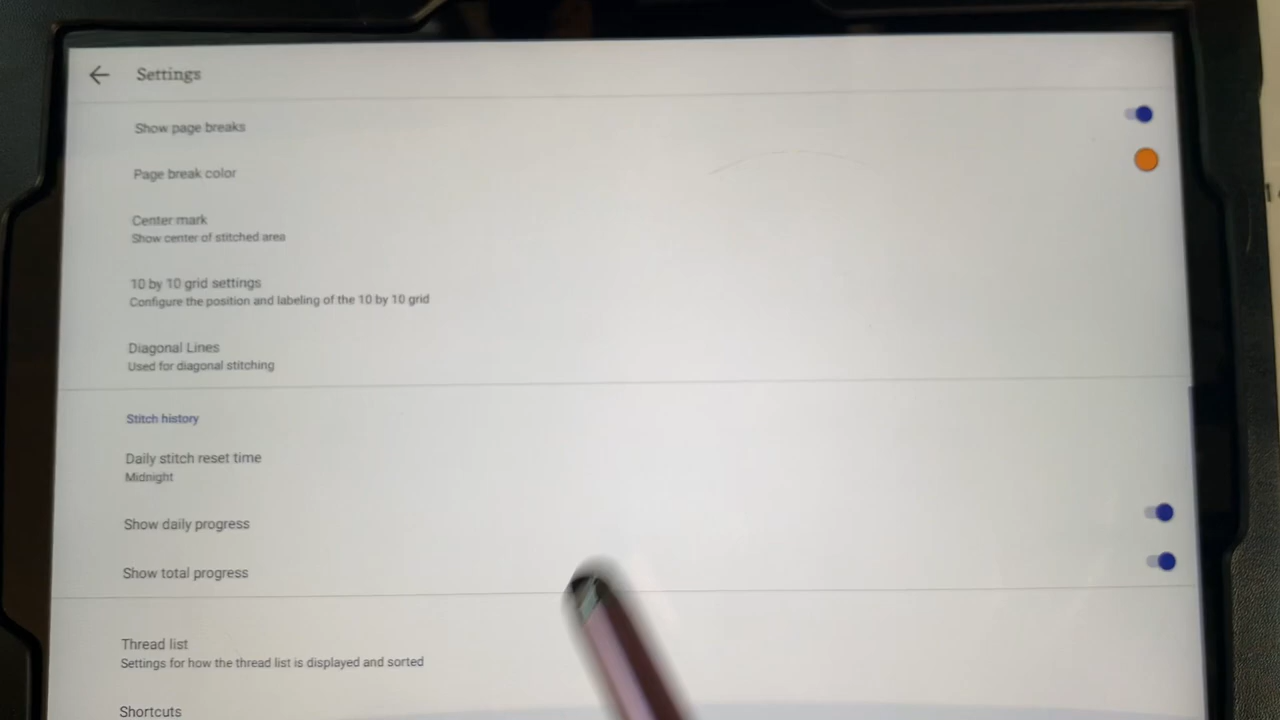 Settings
Show page breaks
Page break color
Center mark
Show center of stitched area
10 by 10 grid settings
Configure the position and labeling of the 10 by 10 grid
Diagonal Lines
Used for diagonal stitching
Stitch history
Daily stitch reset time
Midnight
Show daily progress
Show total progress
Thread list
Settings for how the thread list is displayed and sorted
Shortcuts